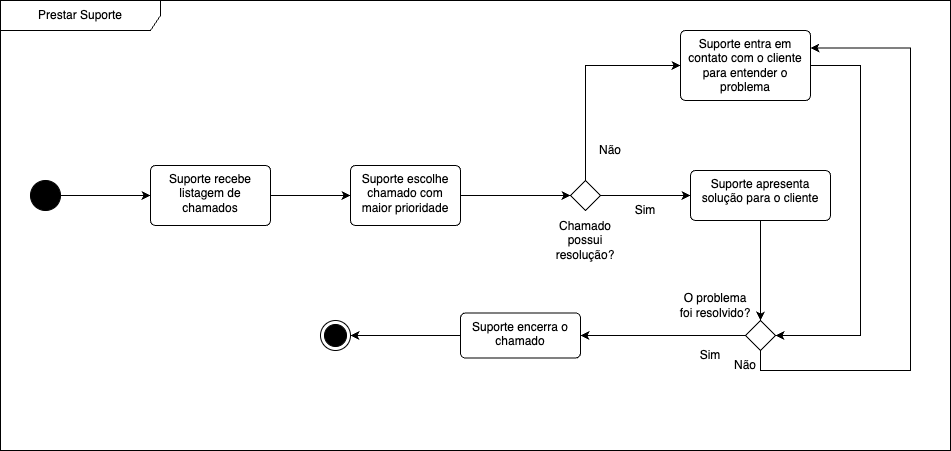 Prestar Suporte
Suporte entra em
contato com o cliente
para entender o
problema
Não
Suporte recebe
listagem de
chamados
Suporte escolhe
chamado com
maior prioridade
Chamado
possui
resolução?
Sim
Suporte apresenta
solução para o cliente
O problema
foi resolvido?
Sim
Não
Suporte encerra o
chamado